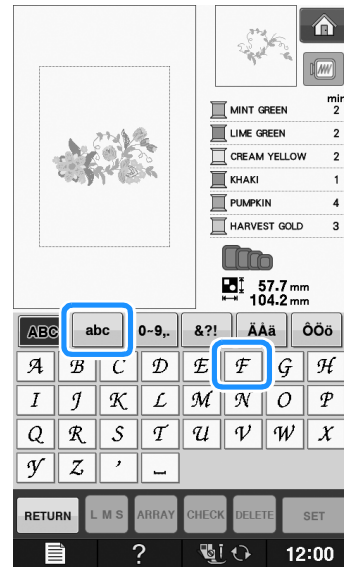 min
MINT GREEN 2
LIME GREEN 2
CREAM YELLOW 2
KHAKI 1
PUMPKIN 4
HARVEST GOLD 3
57.7 mm
104.2 mm
ABC abc 0~9,. &?! ÄÅä ÔÖö
A B C D E F G H
I J K L M N O P
Q R S T U V W X
Y Z ’ ⎵
RETURN L M S ARRAY CHECK DELETE SET
? 12:00